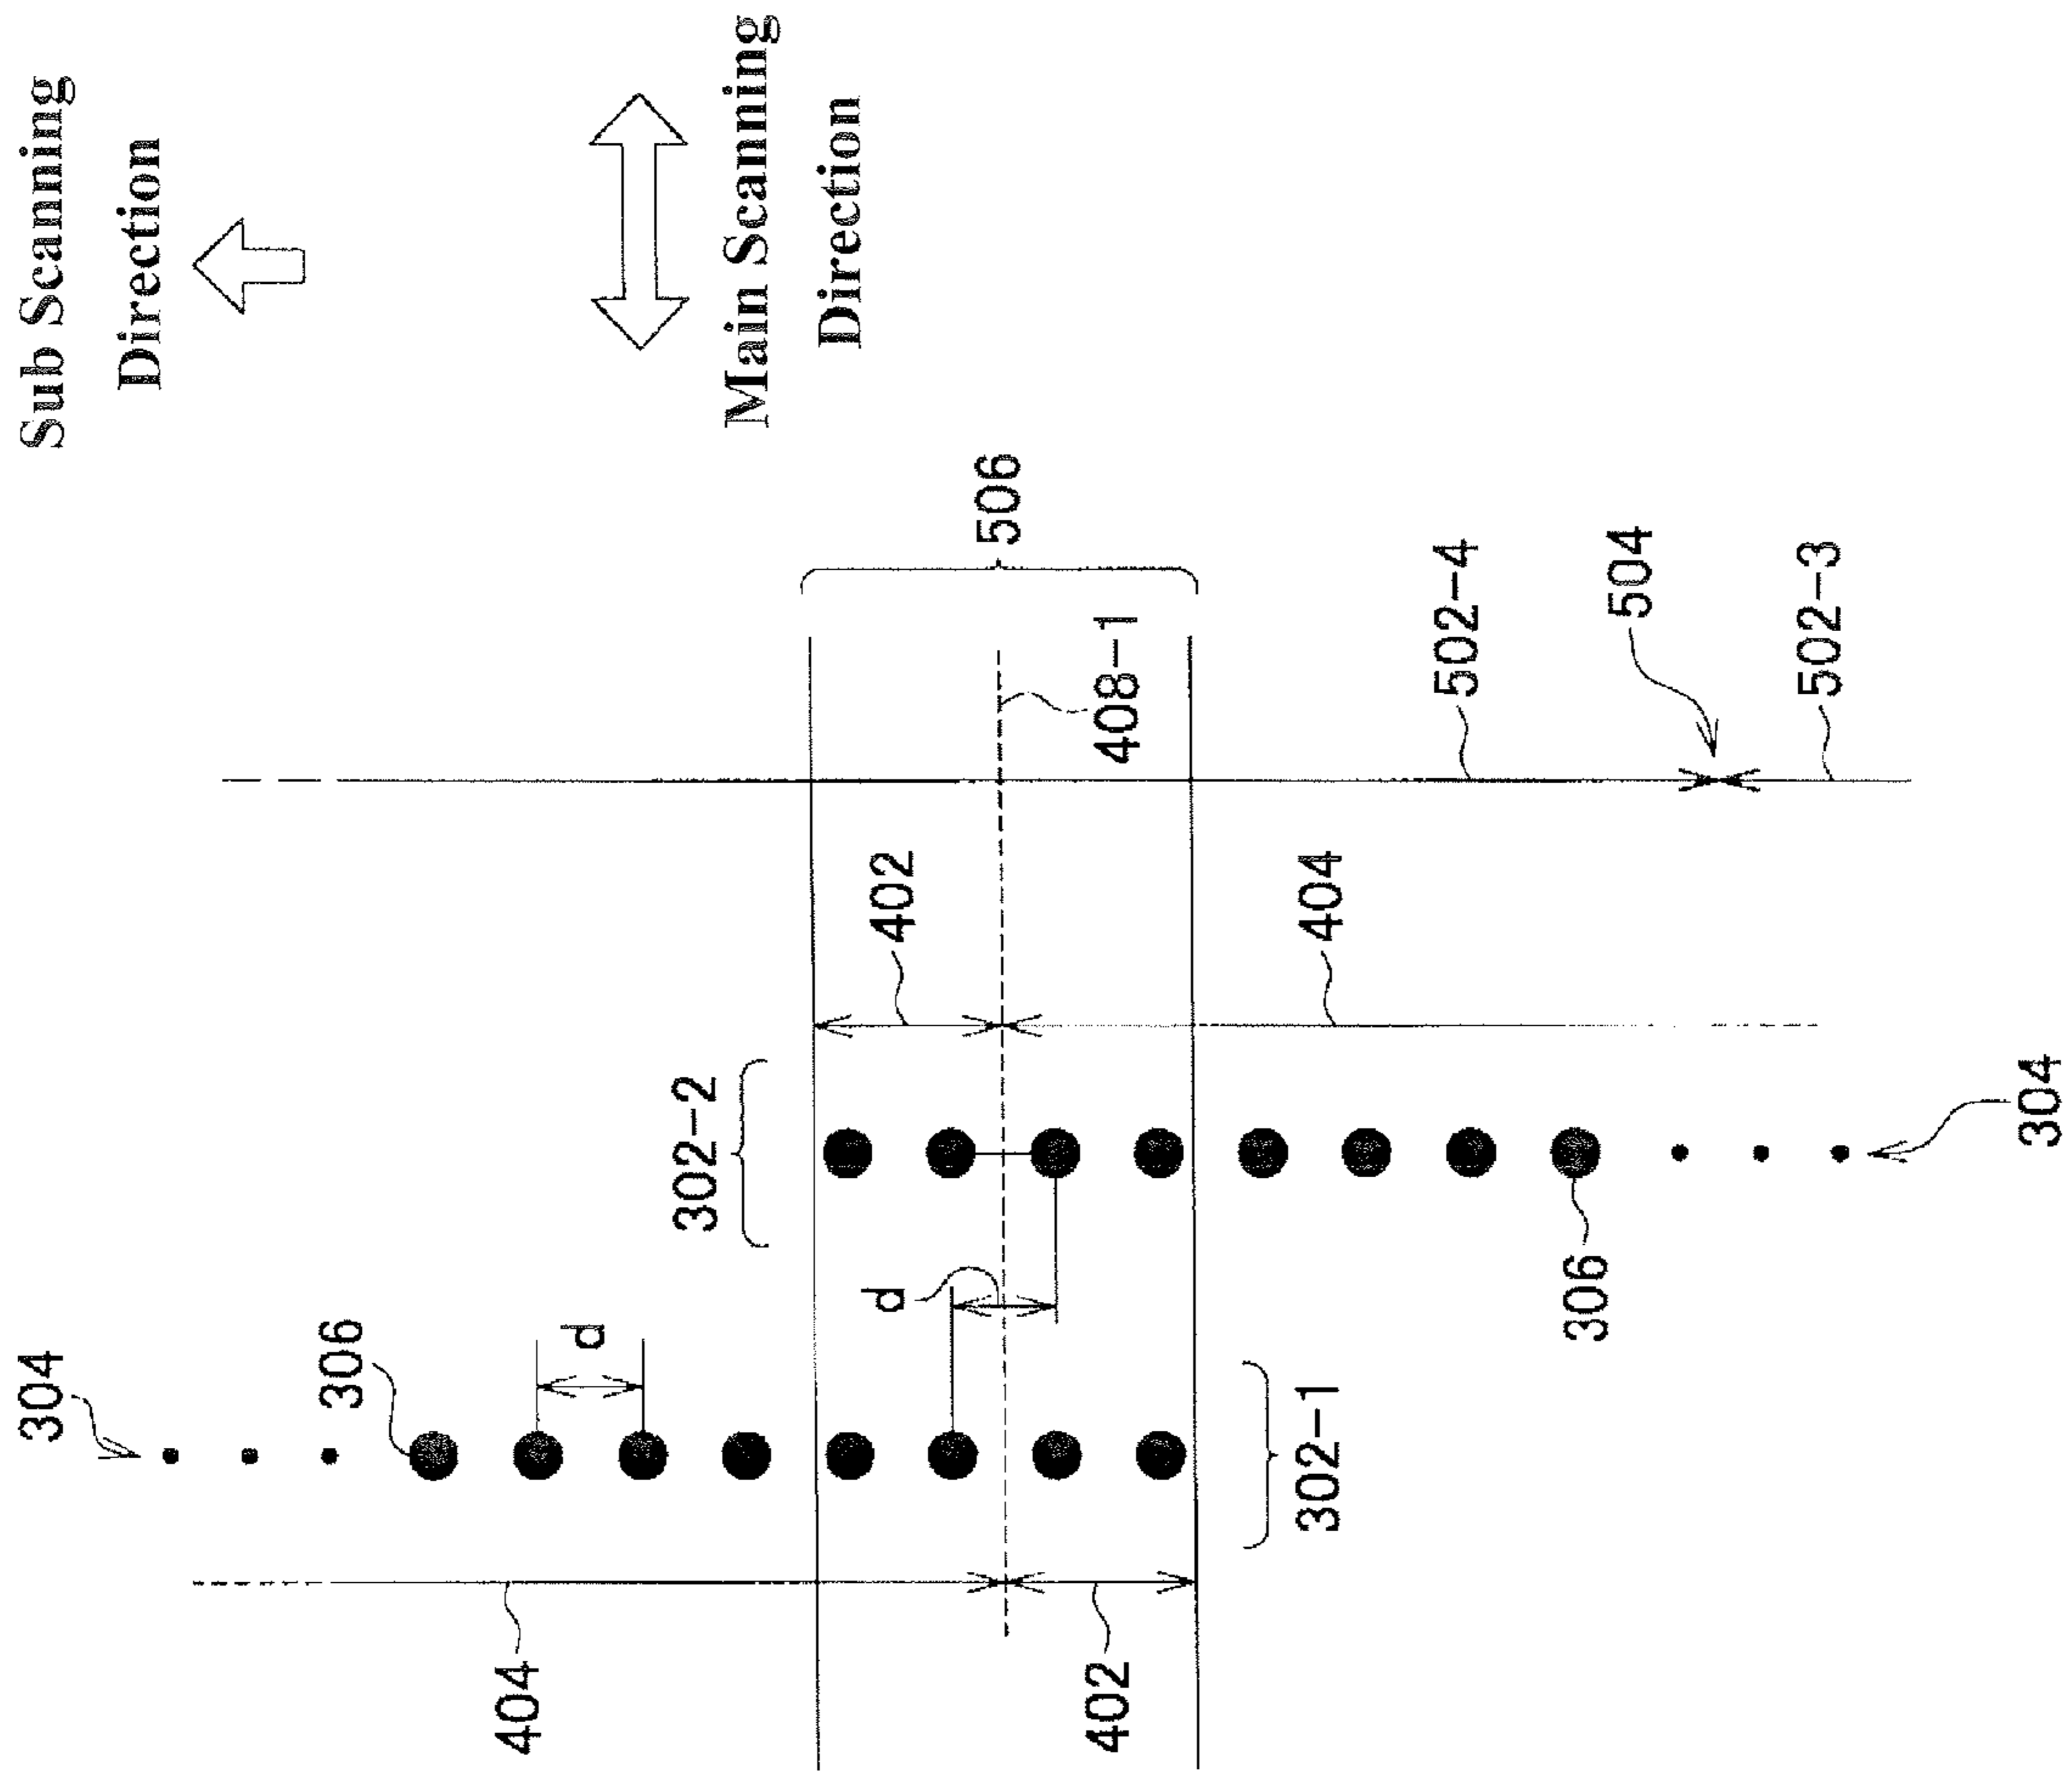 Sub Scanning
Direction
Main Scanning
Direction
506
408-1
502-4
504
502-3
402
404
302-2
304
d
306
304
306
d
302-1
404
402